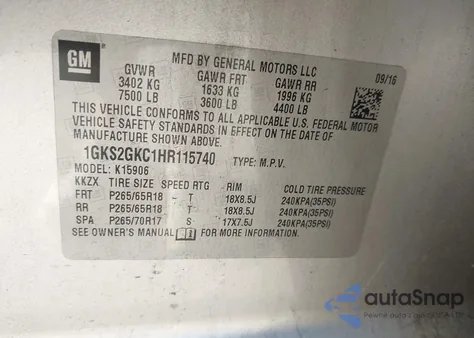 GM
MFD BY GENERAL MOTORS LLC
GVWR GAWR FRT GAWR RR 09/16
3402 KG 1633 KG 1996 KG
7500 LB 3600 LB 4400 LB
THIS VEHICLE CONFORMS TO ALL APPLICABLE U.S. FEDERAL MOTOR
VEHICLE SAFETY STANDARDS IN EFFECT ON THE DATE OF
MANUFACTURE SHOWN ABOVE.
1GKS2GKC1HR115740 TYPE: M.P.V.
MODEL: K15906
KKZX TIRE SIZE SPEED RTG RIM COLD TIRE PRESSURE
FRT P265/65R18 - T 18X8.5J 240KPA(35PSI)
RR P265/65R18 - T 18X8.5J 240KPA(35PSI)
SPA P265/70R17 S 17X7.5J 240KPA(35PSI)
SEE OWNER'S MANUAL FOR MORE INFORMATION
autoSnap